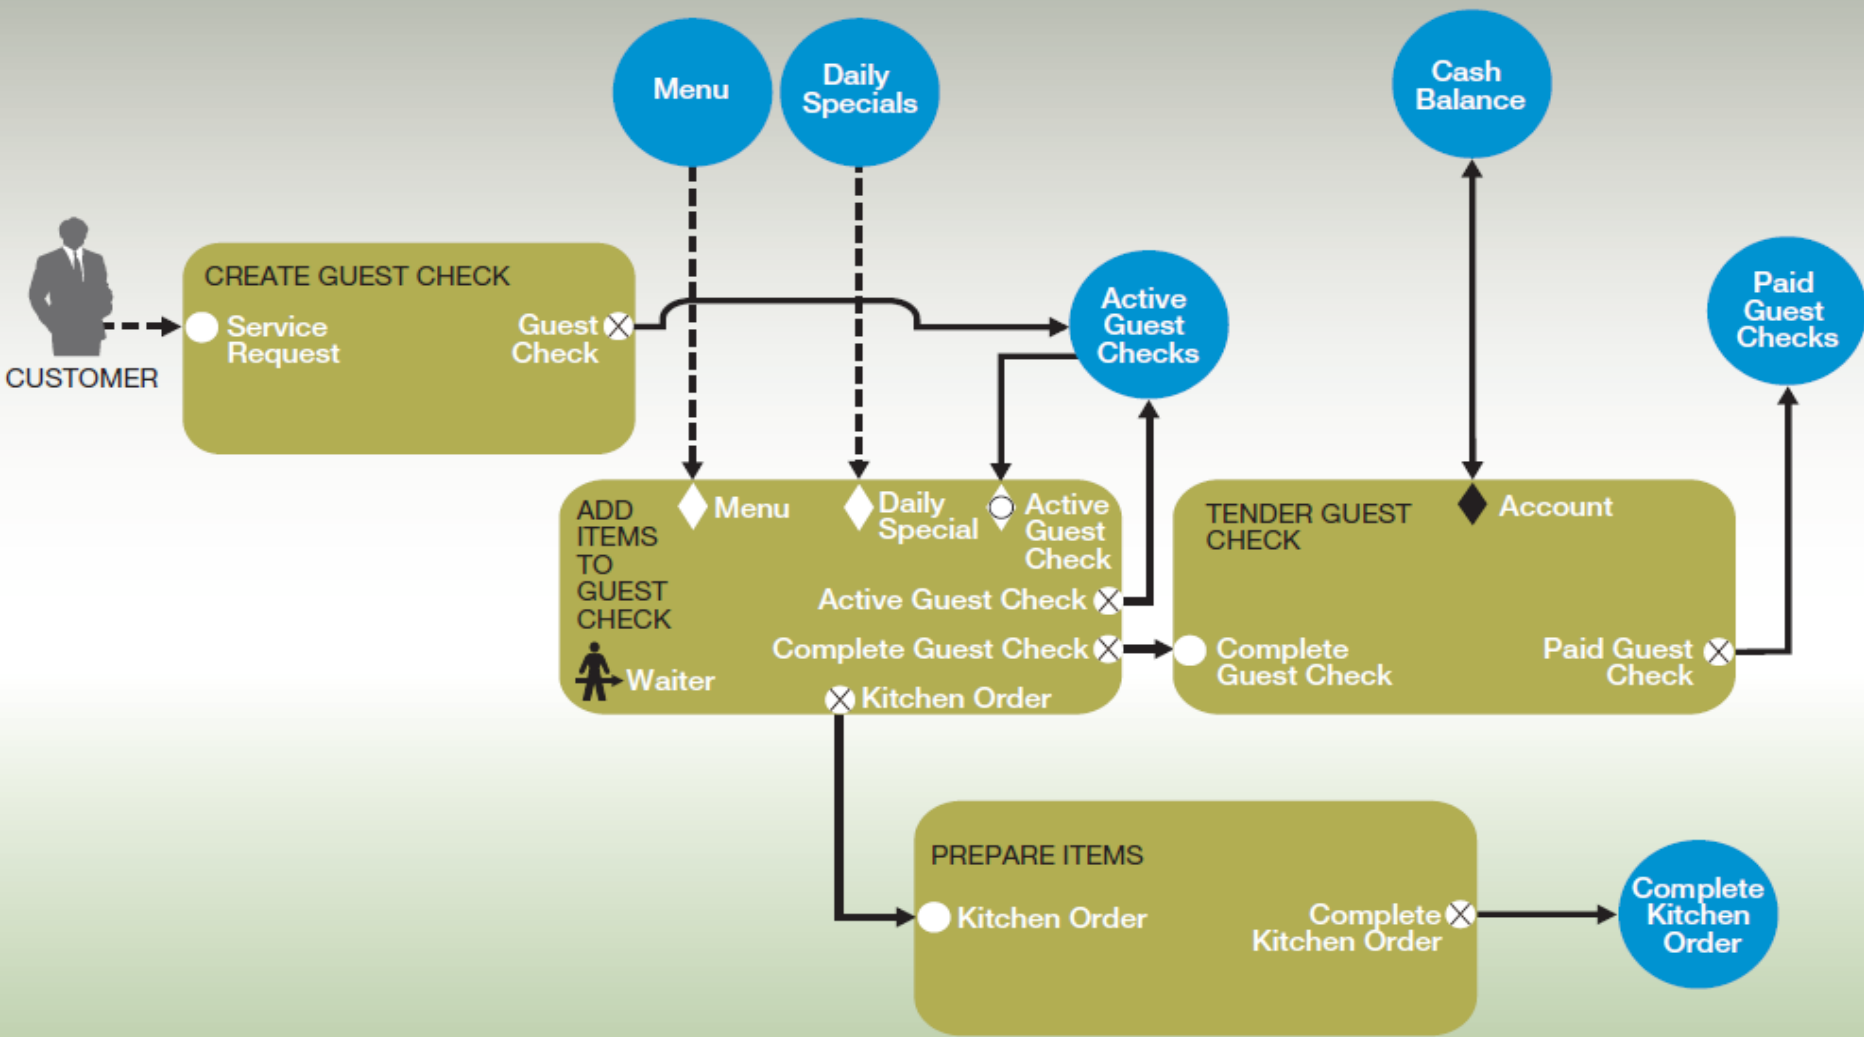 Menu
Daily
Specials
Cash
Balance
CUSTOMER
CREATE GUEST CHECK
Service
Request
Guest
Check
Active
Guest
Checks
Paid
Guest
Checks
ADD
ITEMS
TO
GUEST
CHECK
Waiter
Menu
Daily
Special
Active
Guest
Check
Active Guest Check
Complete Guest Check
Kitchen Order
TENDER GUEST
CHECK
Account
Complete
Guest Check
Paid Guest
Check
PREPARE ITEMS
Kitchen Order
Complete
Kitchen Order
Complete
Kitchen
Order